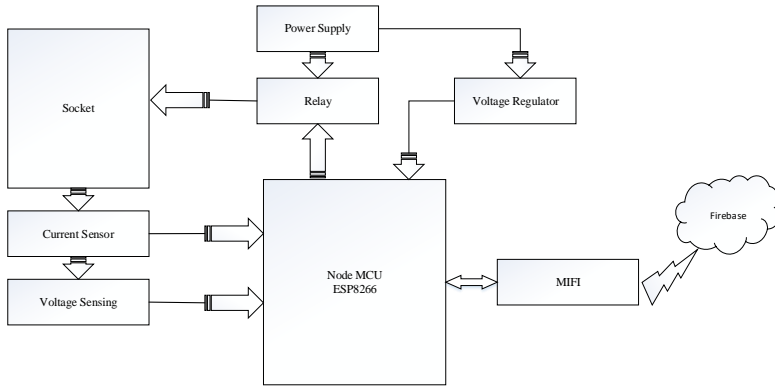 Power Supply
Socket
Relay
Voltage Regulator
Current Sensor
Voltage Sensing
Node MCU
ESP8266
MIFI
Firebase